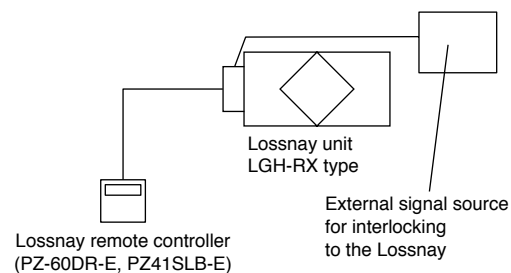 Lossnay unit
LGH-RX type
External signal source
for interlocking
to the Lossnay
Lossnay remote controller
(PZ-60DR-E, PZ41SLB-E)